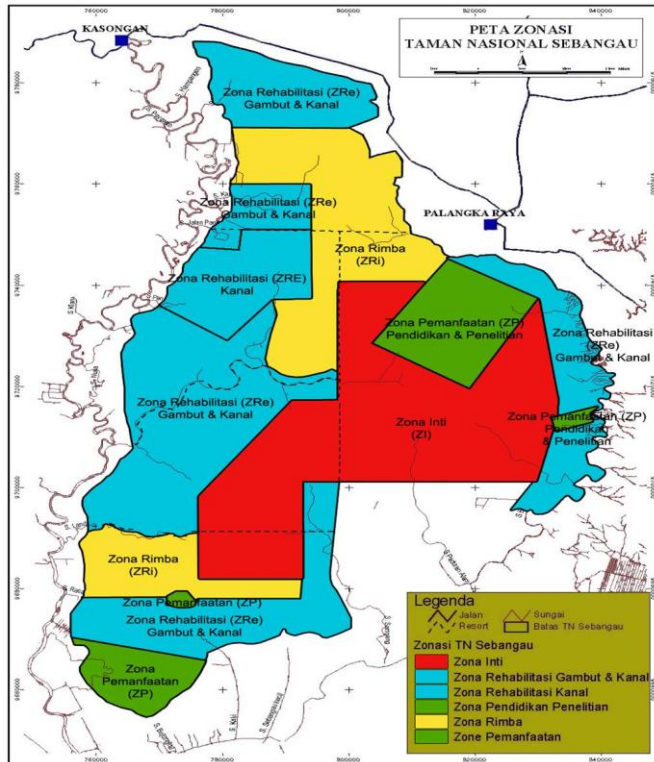 PETA ZONASI
TAMAN NASIONAL SEBANGAU
KASONGAN
PALANGKA RAYA
Zona Rehabilitasi (ZRe)
Gambut & Kanal
Zona Rehabilitasi (ZRe)
Gambut & Kanal
Zona Rimba
(ZRi)
Zona Rehabilitasi (ZRE)
Kanal
Zona Pemanfaatan (ZP)
Pendidikan & Penelitian
Zona Rehabilitasi
(ZRe)
Gambut & Kanal
Zona Rehabilitasi (ZRe)
Gambut & Kanal
Zona Inti
(ZI)
Zona Pemanfaatan (ZP)
Pendidikan
& Penelitian
Zona Rimba
(ZRi)
Zona Pemanfaatan (ZP)
Zona Rehabilitasi (ZRe)
Gambut & Kanal
Zona
Pemanfaatan
(ZP)
Legenda
Jalan
Sungai
Resort
Batas TN Sebangau
Zonasi TN Sebangau
Zona Inti
Zona Rehabilitasi Gambut & Kanal
Zona Rehabilitasi Kanal
Zona Pendidikan Penelitian
Zona Rimba
Zone Pemanfaatan